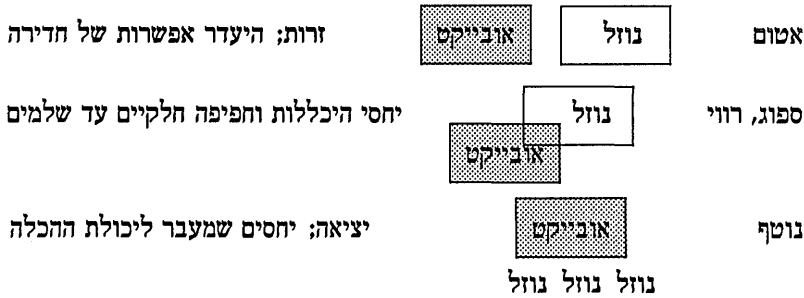 אטום נוזל אובייקט זרות; היעדר אפשרות של חדירה
ספוג, רווי נוזל יחסי היכללות וחפיפה חלקיים עד שלמים
אובייקט
נוטף אובייקט יציאה; יחסים שמעבר ליכולת ההכלה
נוזל נוזל נוזל